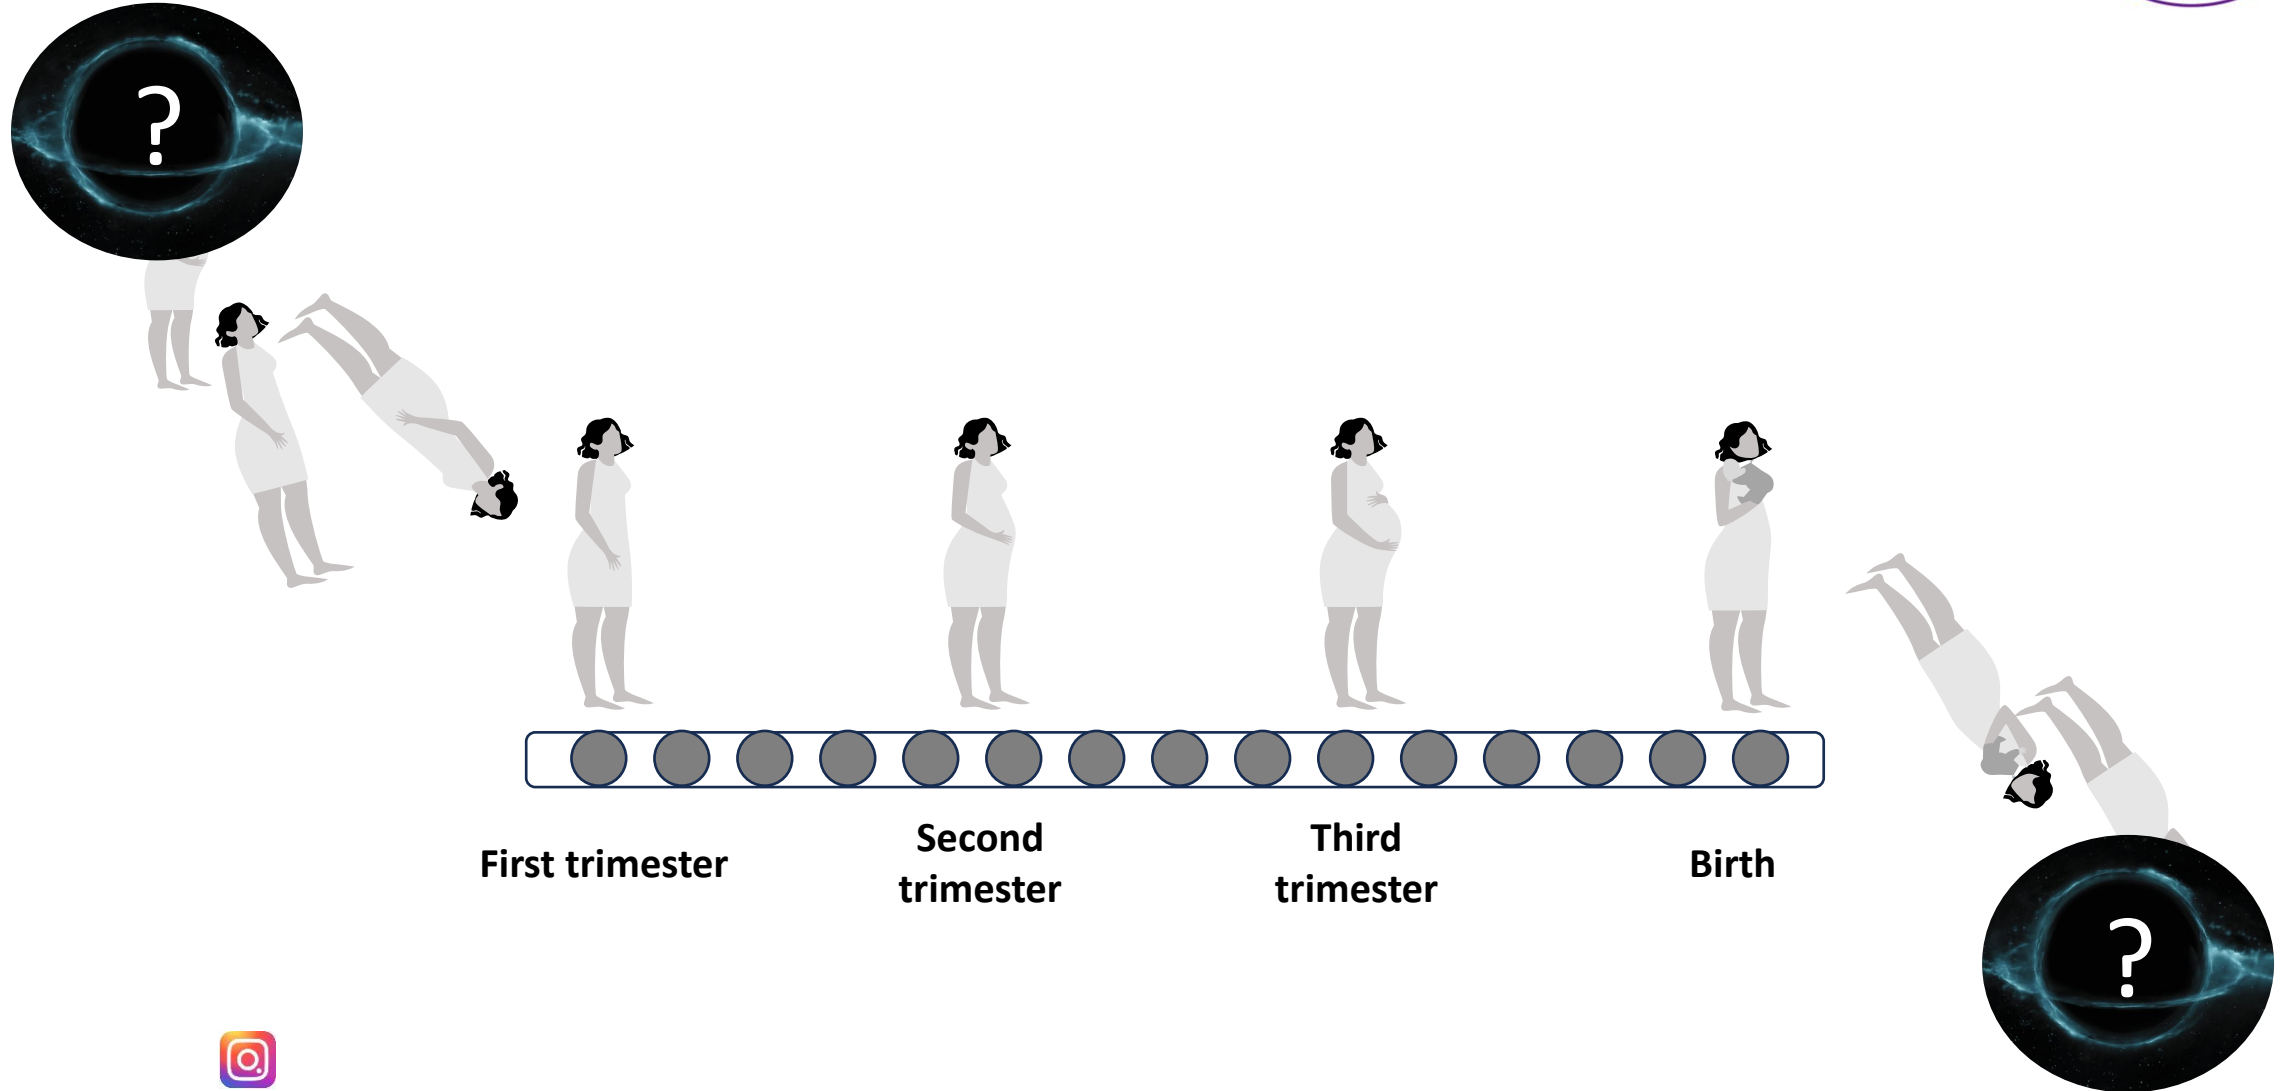 ?
First trimester
Second
trimester
Third
trimester
Birth
?